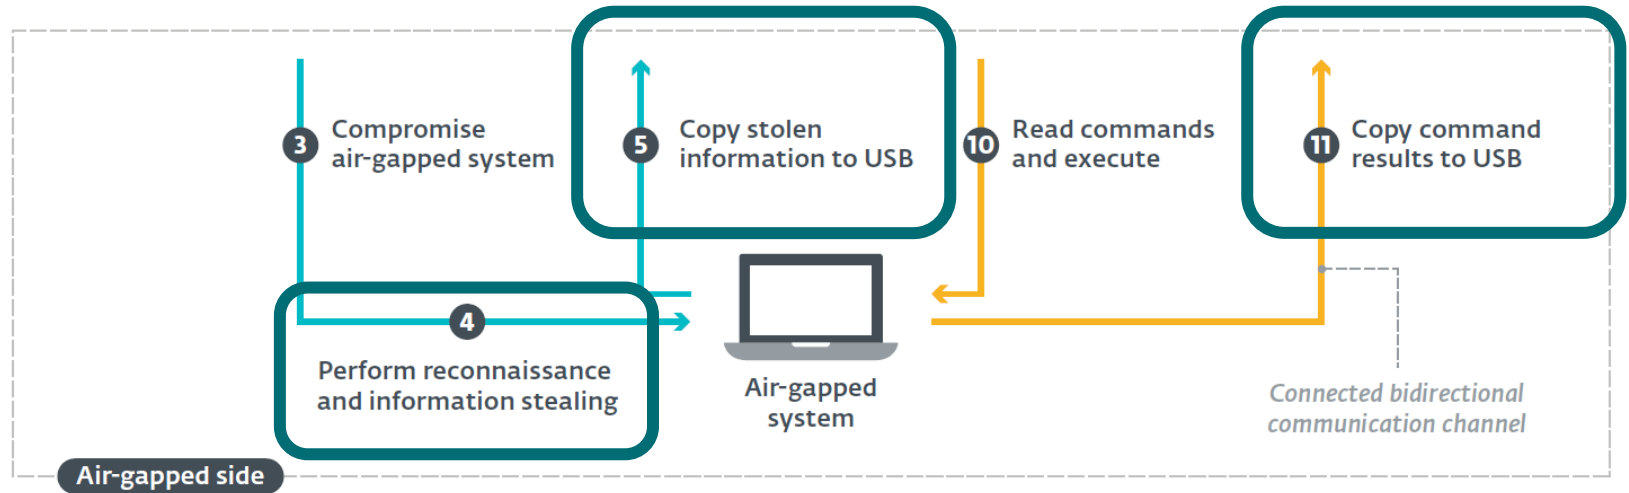 3
Compromise
air-gapped system
5
Copy stolen
information to USB
10
Read commands
and execute
11
Copy command
results to USB
4
Perform reconnaissance
and information stealing
Air-gapped
system
Connected bidirectional
communication channel
Air-gapped side